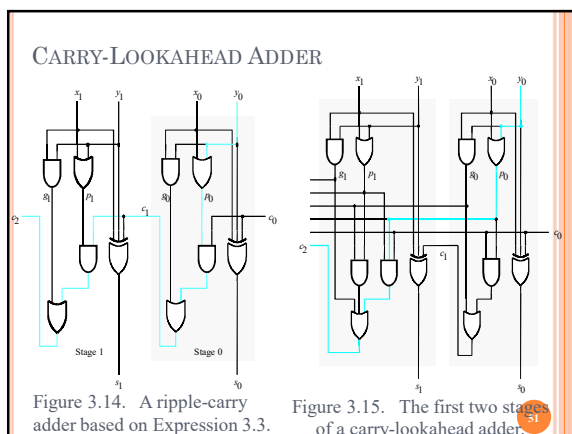 CARRY-LOOKAHEAD ADDER
x1 y1 x0 y0
g1 p1 g0 p0
c2 c1 c0
Stage 1 Stage 0
s1 s0
Figure 3.14. A ripple-carry
adder based on Expression 3.3.
x1 y1 x0 y0
g1 p1 g0 p0
c2 c1 c0
s1 s0
Figure 3.15. The first two stages
of a carry-lookahead adder.
51